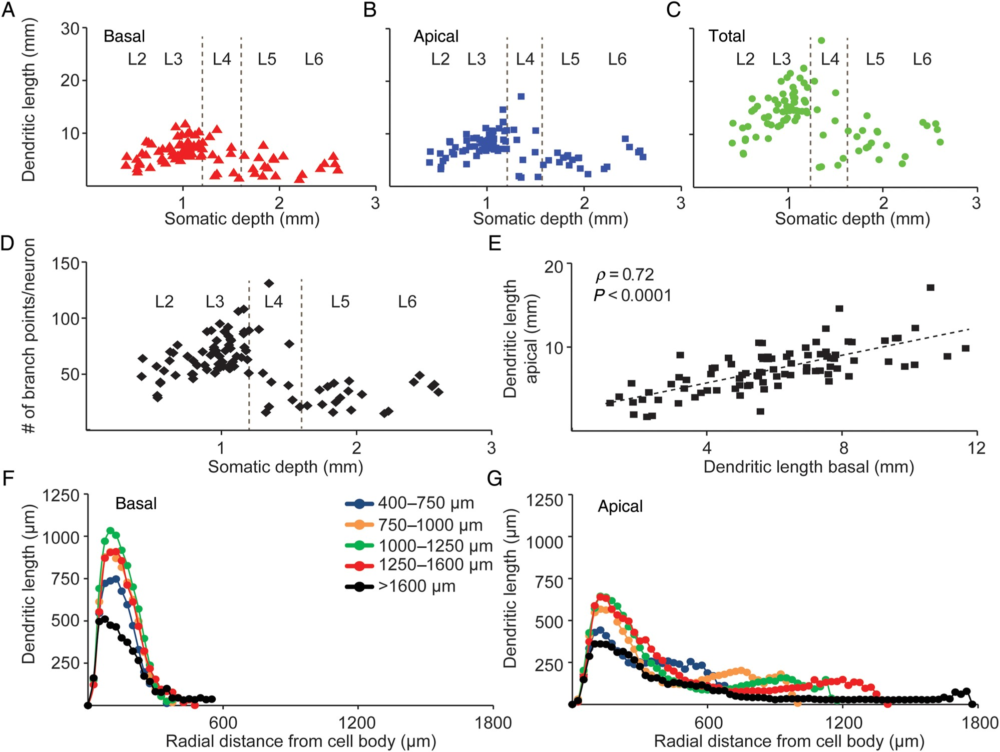 A
B
C
Dendritic length (mm)
30
20
10
Basal
L2 L3 L4 L5 L6
1 2 3
Somatic depth (mm)
Apical
L2 L3 L4 L5 L6
1 2 3
Somatic depth (mm)
Total
L2 L3 L4 L5 L6
1 2 3
Somatic depth (mm)
D
# of branch points/neuron
150
100
50
L2 L3 L4 L5 L6
1 2 3
Somatic depth (mm)
E
Dendritic length
apical (mm)
20
10
ρ = 0.72
P < 0.0001
4 8 12
Dendritic length basal (mm)
F
Dendritic length (µm)
1250
1000
750
500
250
Basal
400–750 µm
750–1000 µm
1000–1250 µm
1250–1600 µm
>1600 µm
600 1200 1800
Radial distance from cell body (µm)
G
Dendritic length (µm)
1250
1000
750
500
250
Apical
600 1200 1800
Radial distance from cell body (µm)